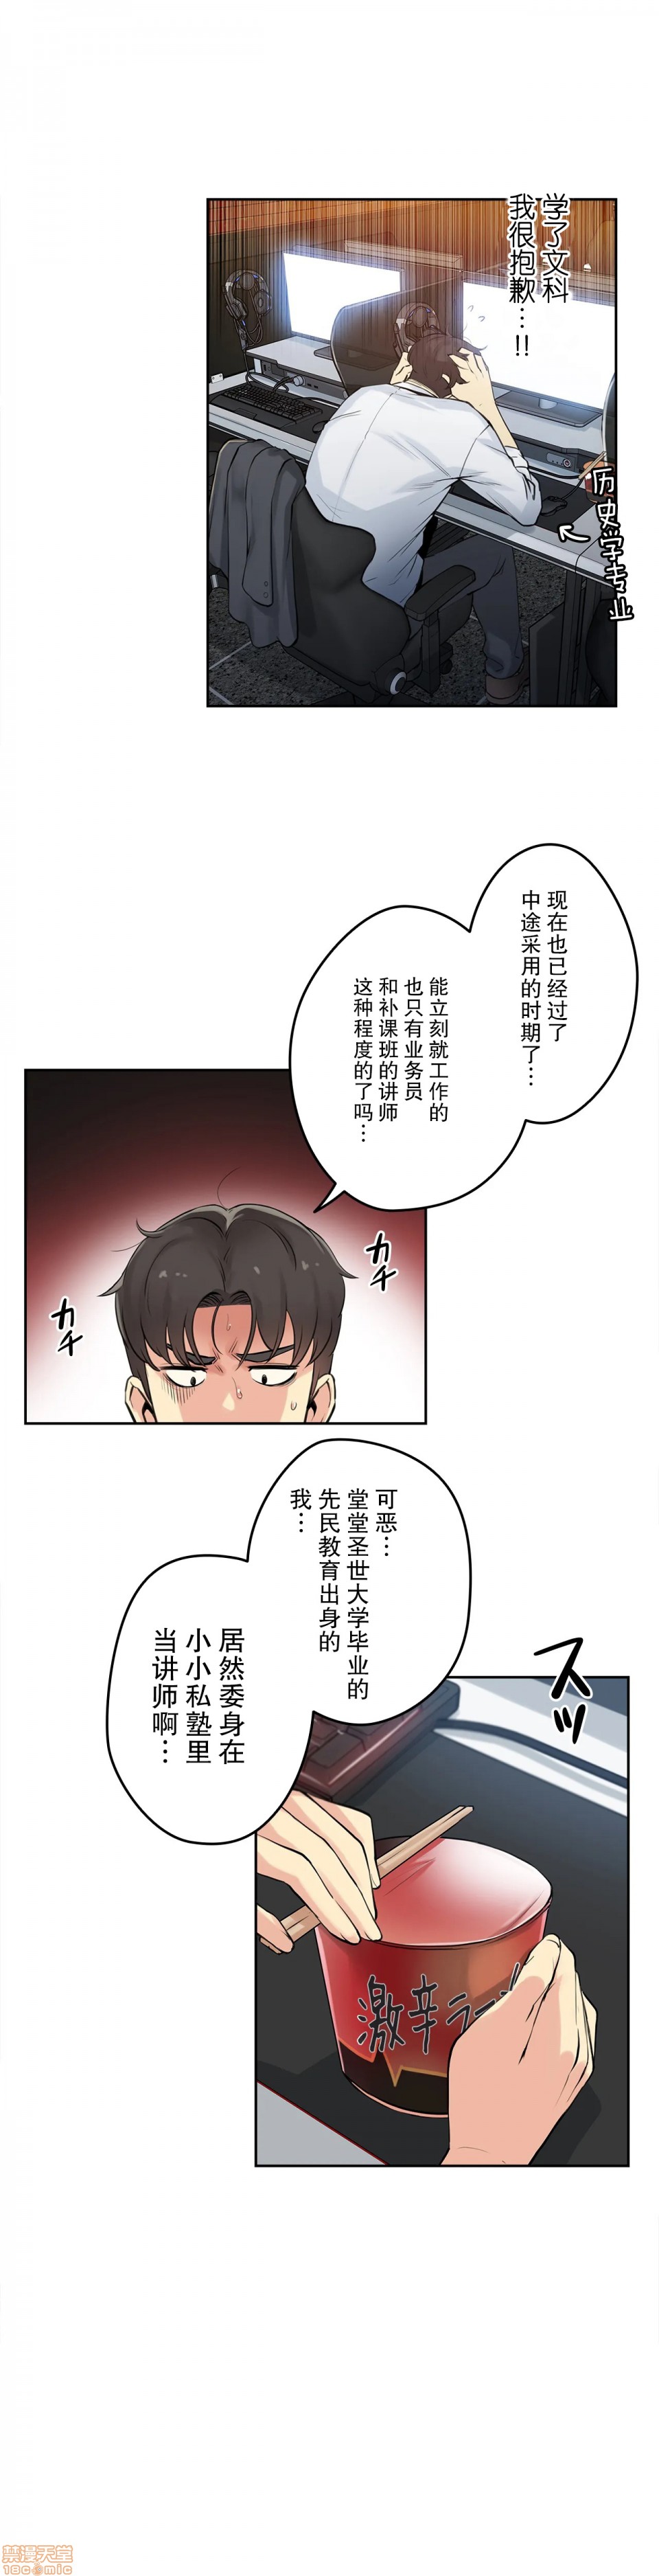 学了文科
我很抱歉…!!
历史学专业
现在也已经过了
中途采用的时期了…
能立刻就工作的
也只有业务员
和补课班的讲师
这种程度的了吗…
カチ
カチ
可恶…
堂堂圣世大学毕业的
先民教育出身的
我…
居然委身在
小小私塾里
当讲师啊…
スッ
激辛ラー
禁漫天堂
18comic